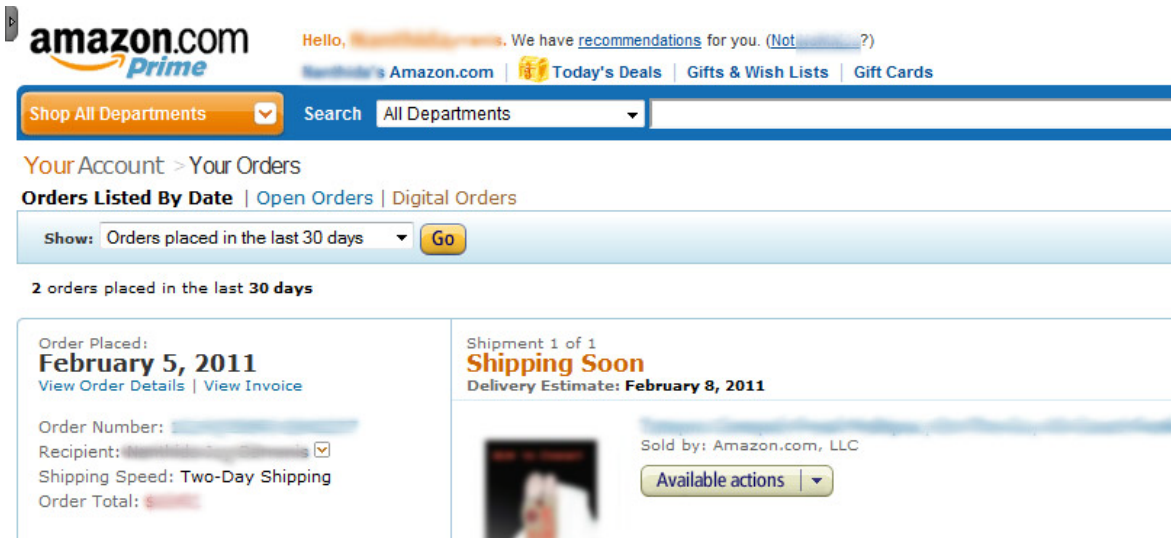 amazon.com
Prime
Hello, . We have recommendations for you. (Not ?)
Amazon.com | Today's Deals | Gifts & Wish Lists | Gift Cards
Shop All Departments Search All Departments
Your Account > Your Orders
Orders Listed By Date | Open Orders | Digital Orders
Show: Orders placed in the last 30 days Go
2 orders placed in the last 30 days
Order Placed:
February 5, 2011
View Order Details | View Invoice
Order Number:
Recipient:
Shipping Speed: Two-Day Shipping
Order Total:
Shipment 1 of 1
Shipping Soon
Delivery Estimate: February 8, 2011
Sold by: Amazon.com, LLC
Available actions